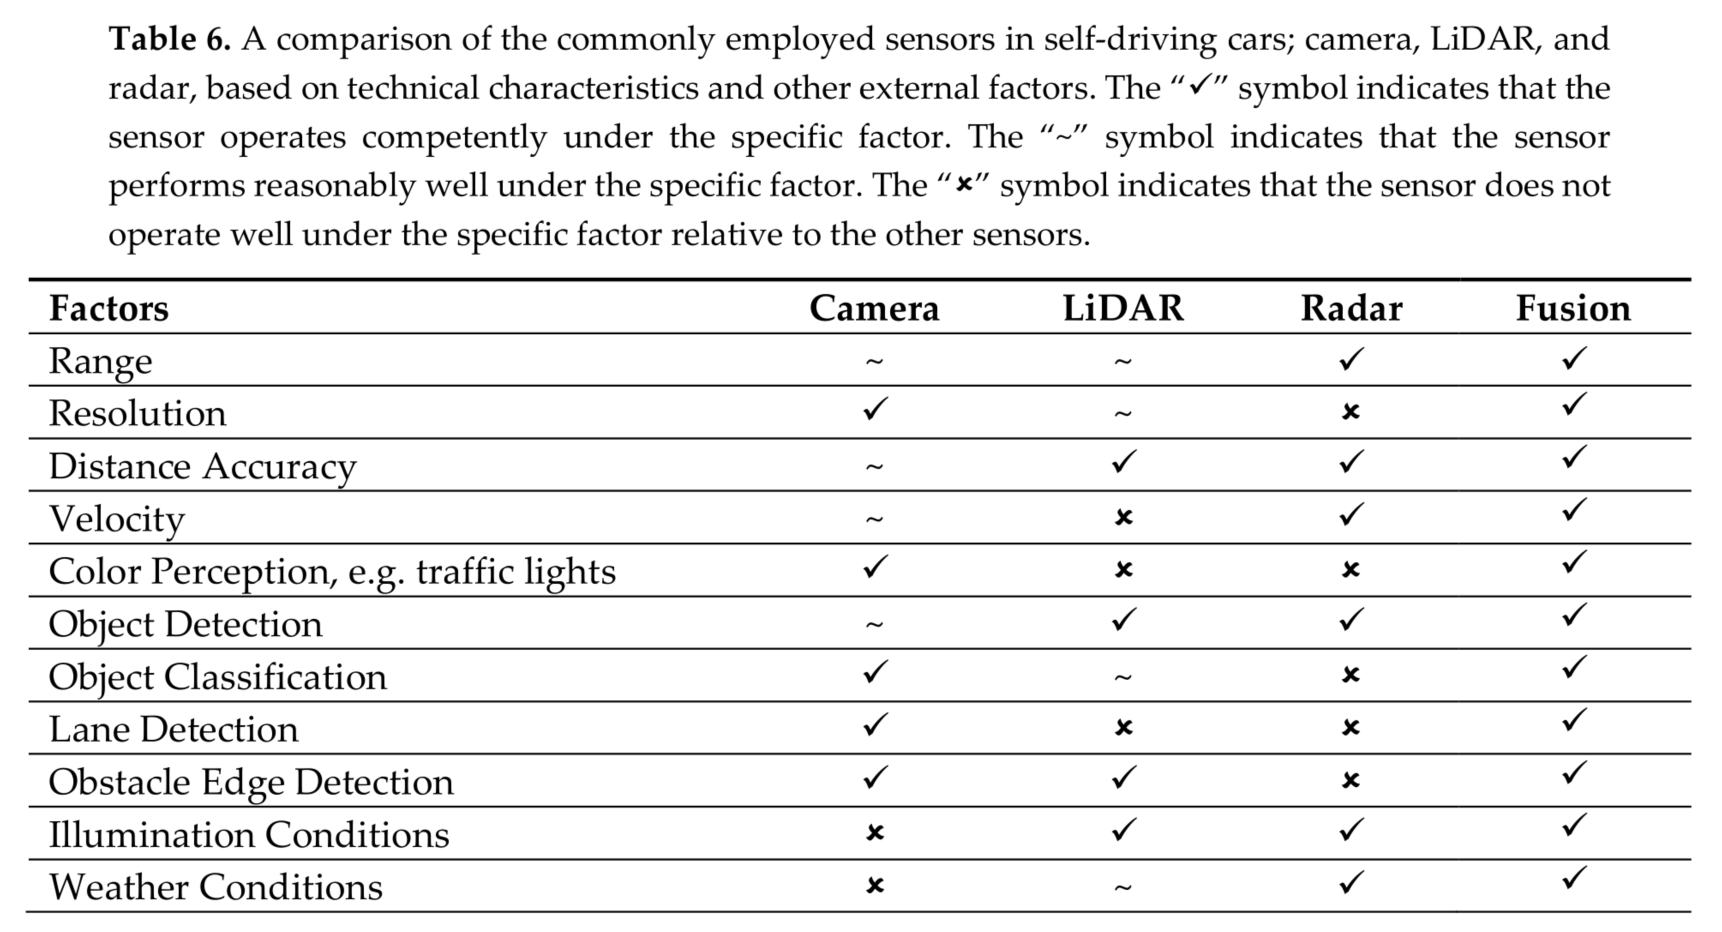 Table 6. A comparison of the commonly employed sensors in self-driving cars; camera, LiDAR, and
radar, based on technical characteristics and other external factors. The “✓” symbol indicates that the
sensor operates competently under the specific factor. The “~” symbol indicates that the sensor
performs reasonably well under the specific factor. The “✘” symbol indicates that the sensor does not
operate well under the specific factor relative to the other sensors.
Factors Camera LiDAR Radar Fusion
Range ~ ~ ✓ ✓
Resolution ✓ ~ ✘ ✓
Distance Accuracy ~ ✓ ✓ ✓
Velocity ~ ✘ ✓ ✓
Color Perception, e.g. traffic lights ✓ ✘ ✘ ✓
Object Detection ~ ✓ ✓ ✓
Object Classification ✓ ~ ✘ ✓
Lane Detection ✓ ✘ ✘ ✓
Obstacle Edge Detection ✓ ✓ ✘ ✓
Illumination Conditions ✘ ✓ ✓ ✓
Weather Conditions ✘ ~ ✓ ✓